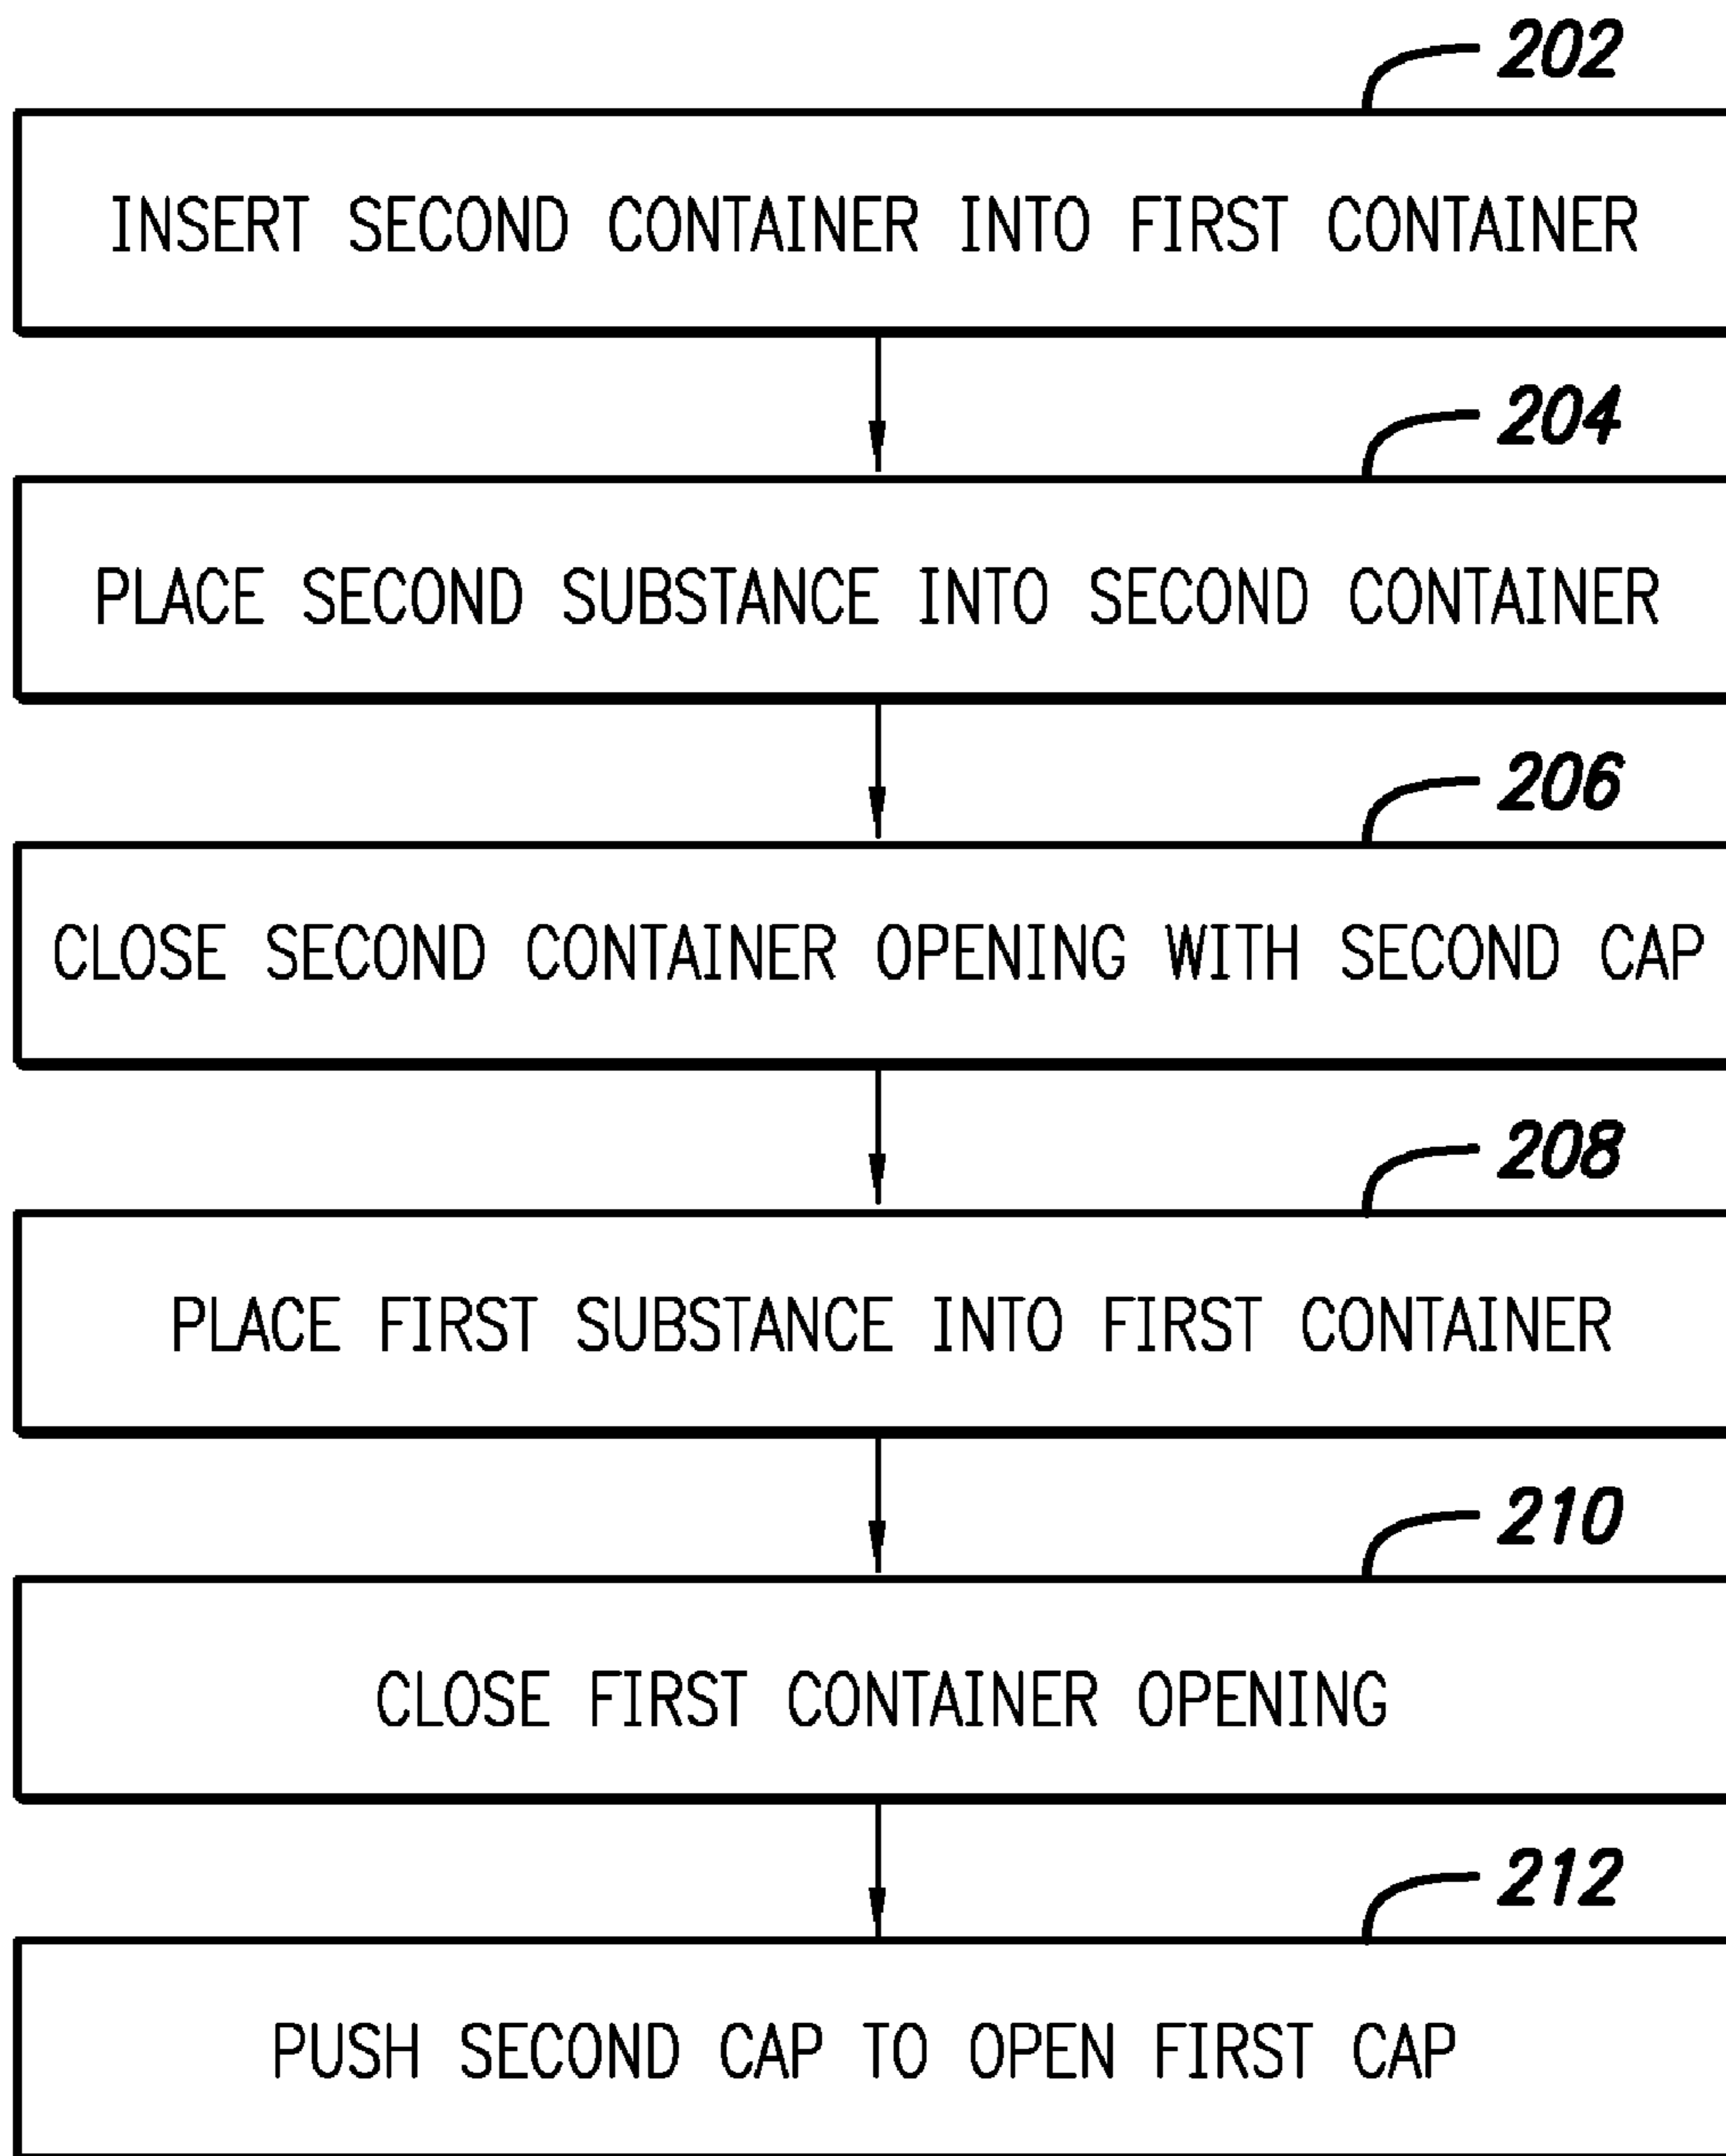 202
INSERT SECOND CONTAINER INTO FIRST CONTAINER
204
PLACE SECOND SUBSTANCE INTO SECOND CONTAINER
206
CLOSE SECOND CONTAINER OPENING WITH SECOND CAP
208
PLACE FIRST SUBSTANCE INTO FIRST CONTAINER
210
CLOSE FIRST CONTAINER OPENING
212
PUSH SECOND CAP TO OPEN FIRST CAP